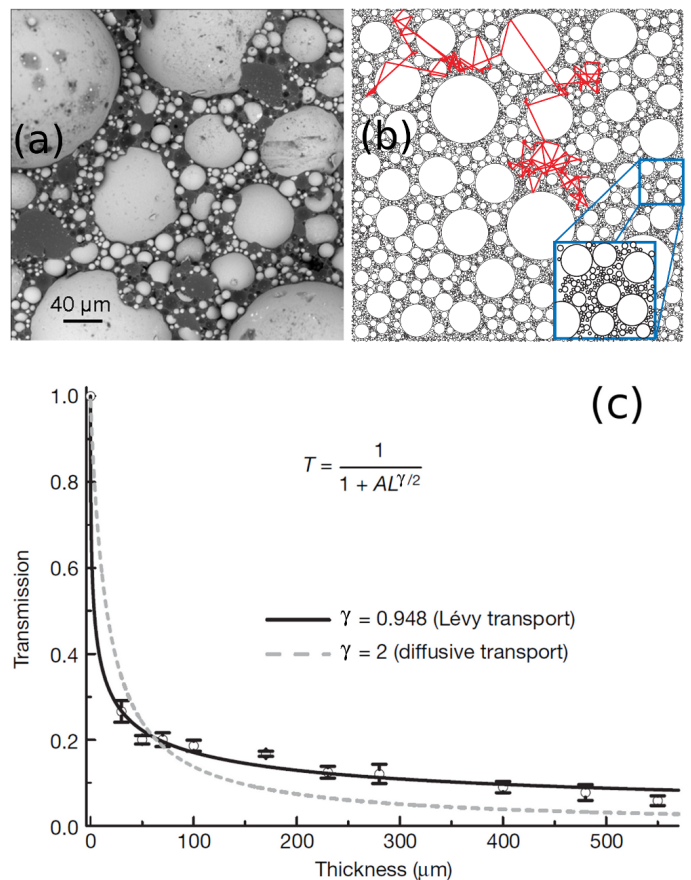 (a)
40 μm
(b)
(c)
T = 1 / (1 + AL^γ/2)
1.0
0.8
0.6
0.4
0.2
0.0
Transmission
γ = 0.948 (Lévy transport)
γ = 2 (diffusive transport)
0 100 200 300 400 500
Thickness (μm)